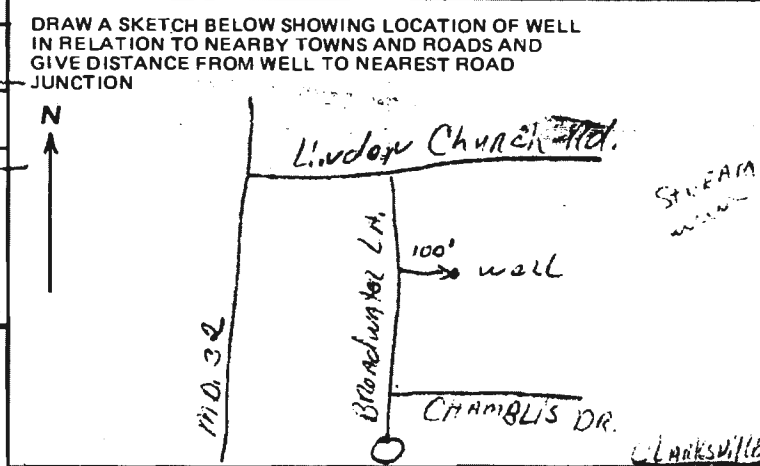 DRAW A SKETCH BELOW SHOWING LOCATION OF WELL
IN RELATION TO NEARBY TOWNS AND ROADS AND
GIVE DISTANCE FROM WELL TO NEAREST ROAD
JUNCTION
N
Lindon Church Rd.
STREAM
100'
well
BROADWATER LN.
MD. 32
CHAMBLIS DR.
CLARKSVILLE